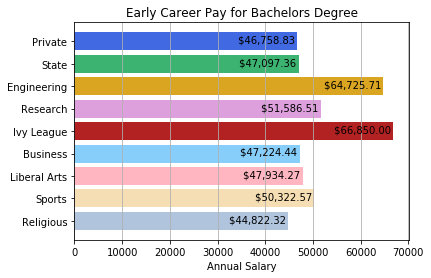 Early Career Pay for Bachelors Degree
Private $46,758.83
State $47,097.36
Engineering $64,725.71
Research $51,586.51
Ivy League $66,850.00
Business $47,224.44
Liberal Arts $47,934.27
Sports $50,322.57
Religious $44,822.32
0 10000 20000 30000 40000 50000 60000 70000
Annual Salary